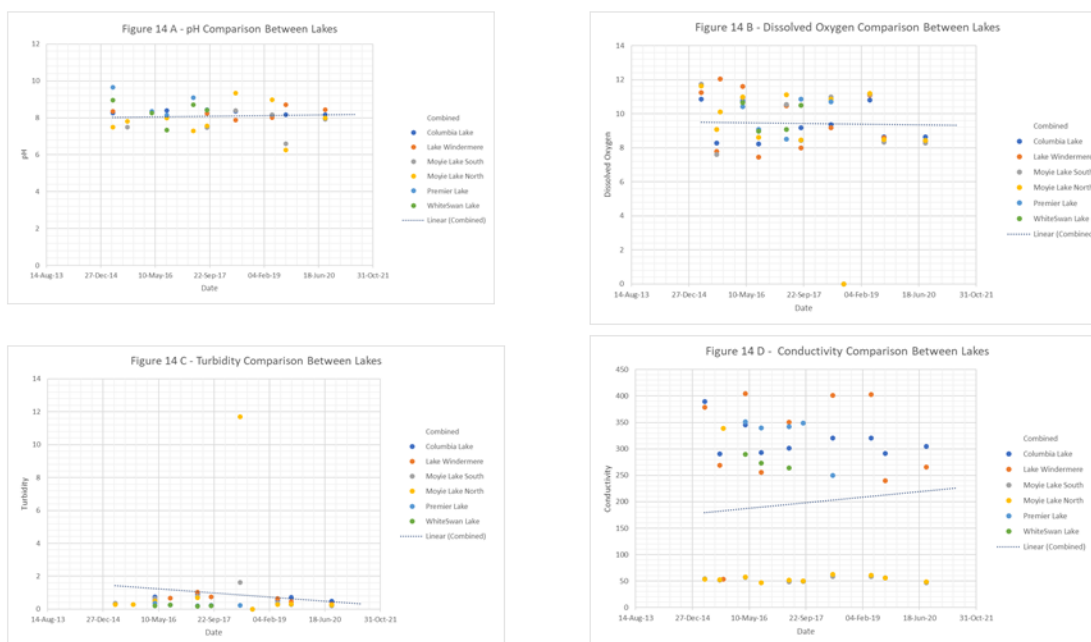 Figure 14 A - pH Comparison Between Lakes
12
10
8
6
4
2
0
pH
14-Aug-13 27-Dec-14 10-May-16 22-Sep-17 04-Feb-19 18-Jun-20 31-Oct-21
Date
Combined
Columbia Lake
Lake Windermere
Moyie Lake South
Moyie Lake North
Premier Lake
WhiteSwan Lake
Linear (Combined)
Figure 14 B - Dissolved Oxygen Comparison Between Lakes
14
12
10
8
6
4
2
0
Dissolved Oxygen
14-Aug-13 27-Dec-14 10-May-16 22-Sep-17 04-Feb-19 18-Jun-20 31-Oct-21
Date
Combined
Columbia Lake
Lake Windermere
Moyie Lake South
Moyie Lake North
Premier Lake
WhiteSwan Lake
Linear (Combined
Figure 14 C - Turbidity Comparison Between Lakes
14
12
10
8
6
4
2
0
Turbidity
14-Aug-13 27-Dec-14 10-May-16 22-Sep-17 04-Feb-19 18-Jun-20 31-Oct-21
Date
Combined
Columbia Lake
Lake Windermere
Moyie Lake South
Moyie Lake North
Premier Lake
WhiteSwan Lake
Linear (Combined)
Figure 14 D - Conductivity Comparison Between Lakes
450
400
350
300
250
200
150
100
50
0
Conductivity
14-Aug-13 27-Dec-14 10-May-16 22-Sep-17 04-Feb-19 18-Jun-20 31-Oct-21
Date
Combined
Columbia Lake
Lake Windermere
Moyie Lake South
Moyie Lake North
Premier Lake
WhiteSwan Lake
Linear (Combined)